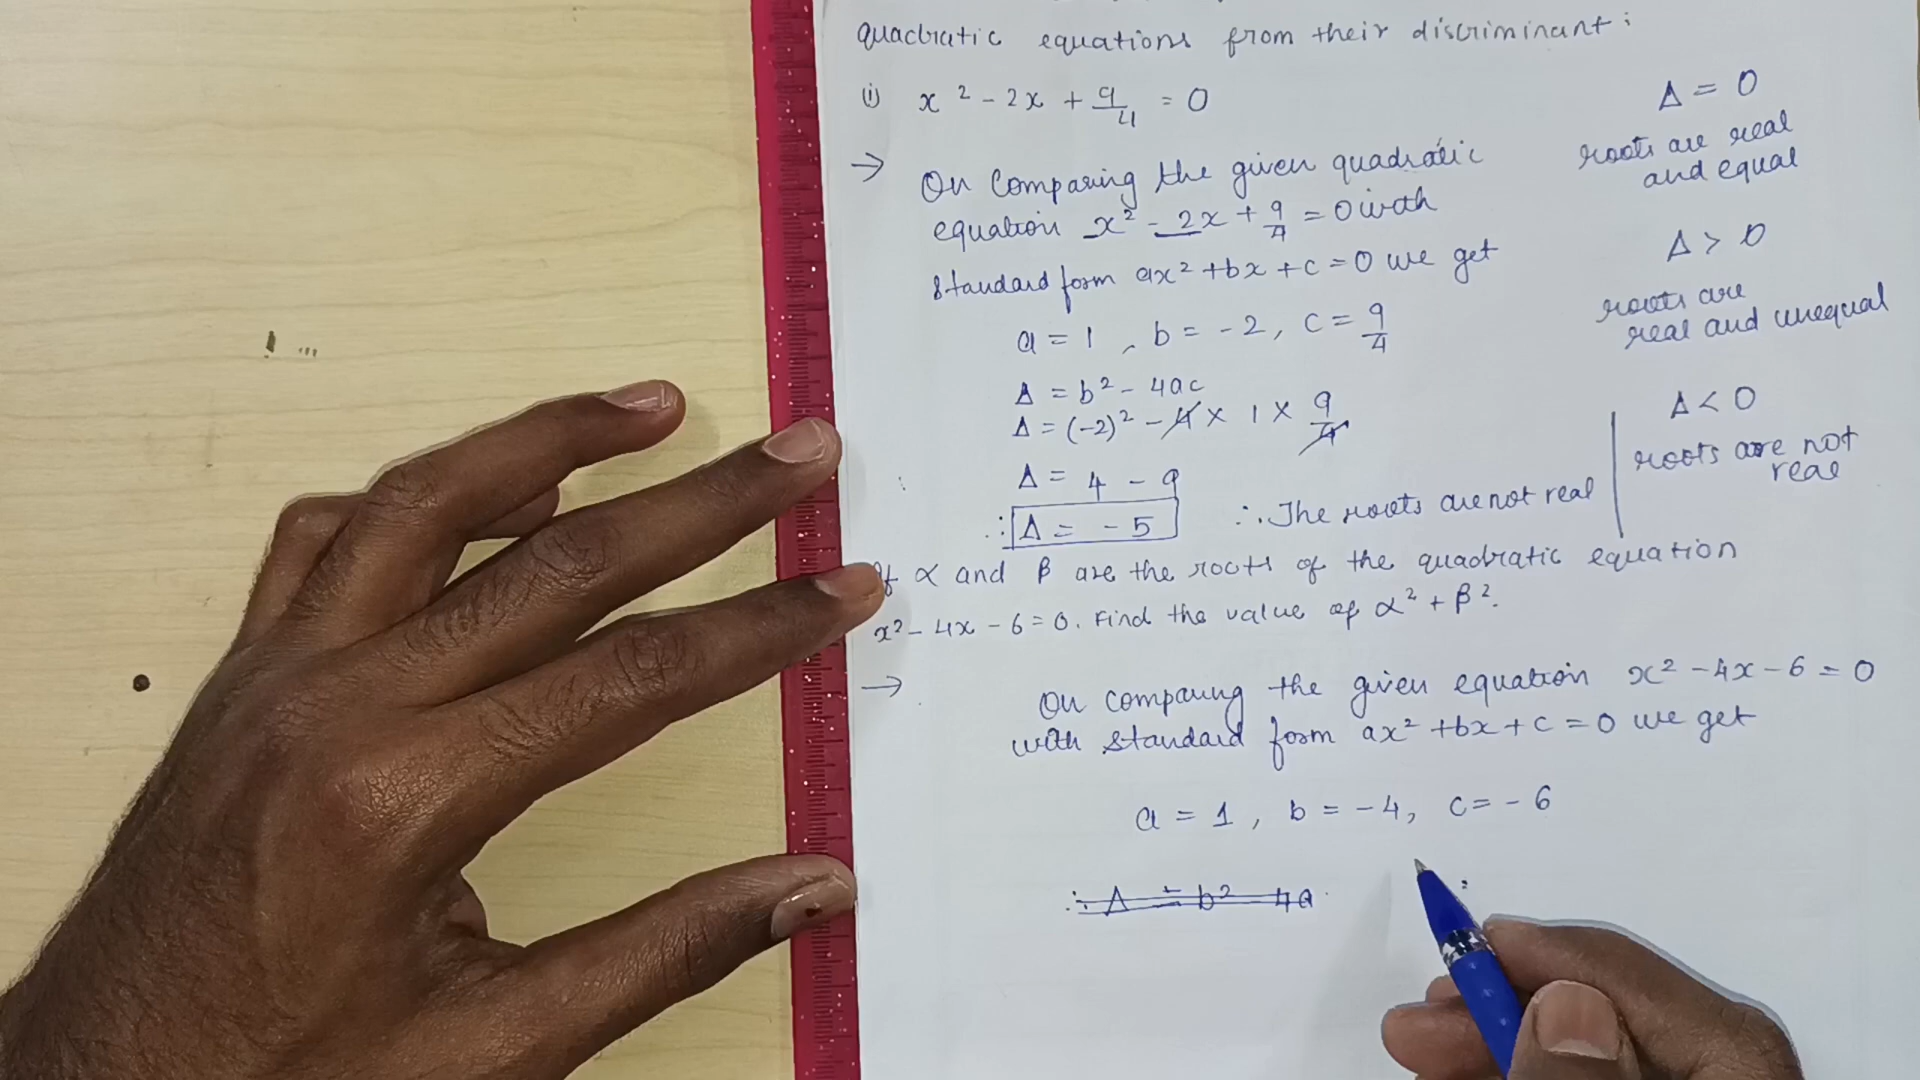 quadratic equations from their discriminant:
(i) x² - 2x + 9/4 = 0
→ On Comparing the given quadratic
equation x² - 2x + 9/4 = 0 with
standard form ax² + bx + c = 0 we get
a = 1, b = -2, c = 9/4
Δ = b² - 4ac
Δ = (-2)² - 4 × 1 × 9/4
Δ = 4 - 9
∴ Δ = -5 ∴ The roots are not real
Δ = 0
roots are real
and equal
Δ > 0
roots are
real and unequal
Δ < 0
roots are not
real
If α and β are the roots of the quadratic equation
x² - 4x - 6 = 0. Find the value of α² + β².
→ On comparing the given equation x² - 4x - 6 = 0
with standard form ax² + bx + c = 0 we get
a = 1, b = -4, c = -6
∴ Δ = b² - 4a